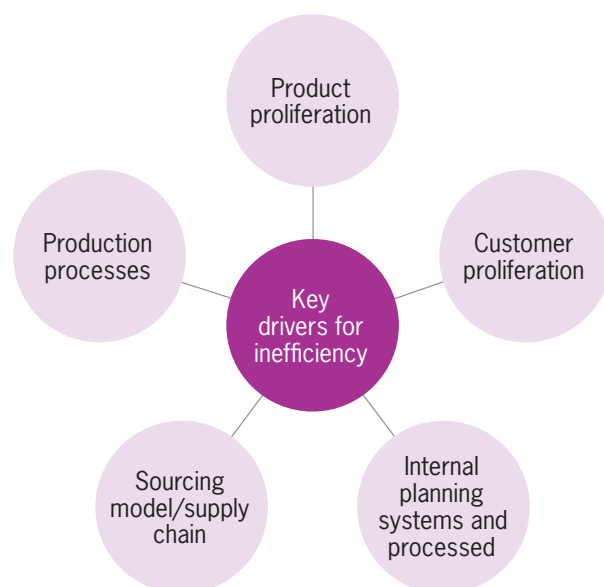 Product
proliferation
Production
processes
Customer
proliferation
Key
drivers for
inefficiency
Sourcing
model/supply
chain
Internal
planning
systems and
processed